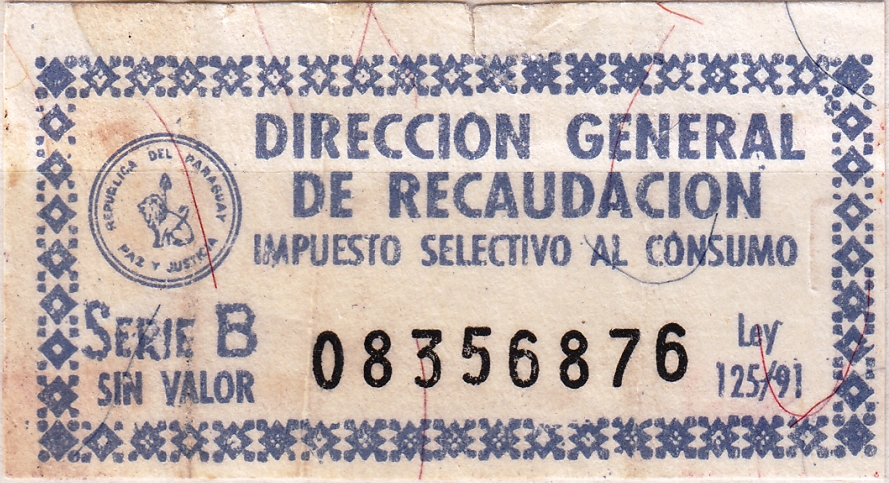 DIRECCION GENERAL
DE RECAUDACION
IMPUESTO SELECTIVO AL CONSUMO
REPUBLICA DEL PARAGUAY
PAZ Y JUSTICIA
SERIE B
SIN VALOR
08356876
Ley
125/91